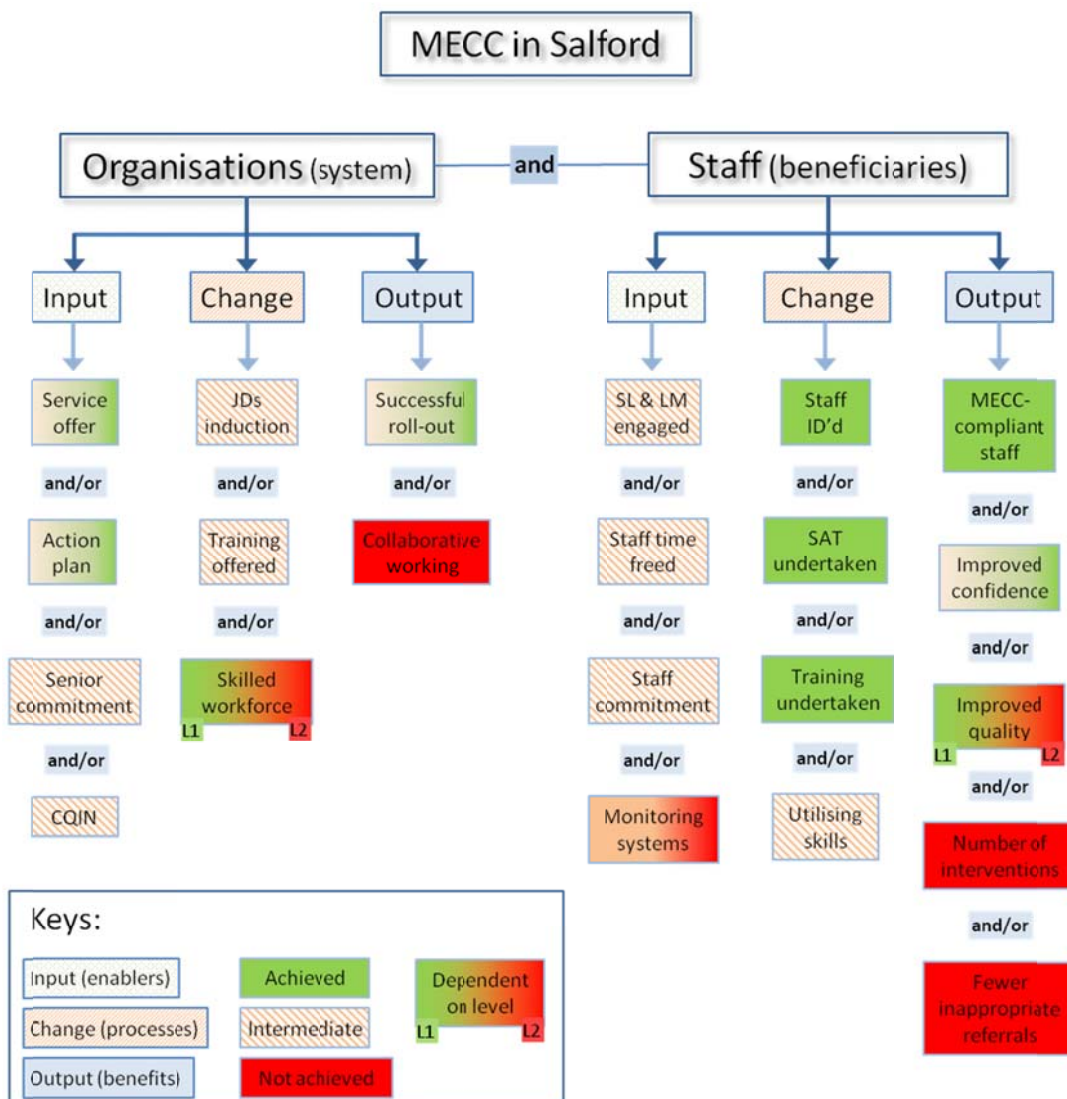 MECC in Salford
Organisations (system)
and
Staff (beneficiaries)
Input
Change
Output
Input
Change
Output
Service
offer
and/or
Action
plan
and/or
Senior
commitment
and/or
CQIN
JDs
induction
and/or
Training
offered
and/or
Skilled
workforce
L1
L2
Successful
roll-out
and/or
Collaborative
working
SL & LM
engaged
and/or
Staff time
freed
and/or
Staff
commitment
and/or
Monitoring
systems
Staff
ID'd
and/or
SAT
undertaken
and/or
Training
undertaken
and/or
Utilising
skills
MECC-
compliant
staff
and/or
Improved
confidence
and/or
Improved
quality
L1
L2
and/or
Number of
interventions
and/or
Fewer
inappropriate
referrals
Keys:
Input (enablers)
Change (processes)
Output (benefits)
Achieved
Intermediate
Not achieved
Dependent
on level
L1
L2